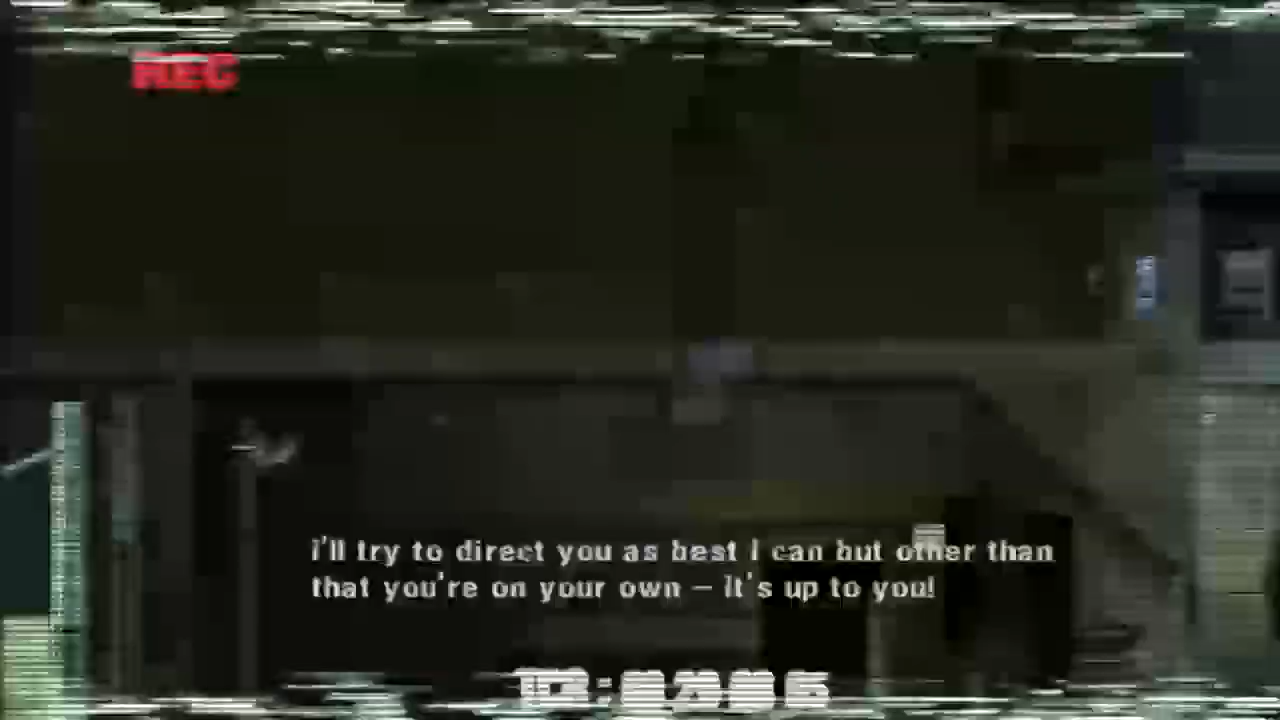 REC
I'll try to direct you as best I can but other than
that you're on your own – it's up to you!